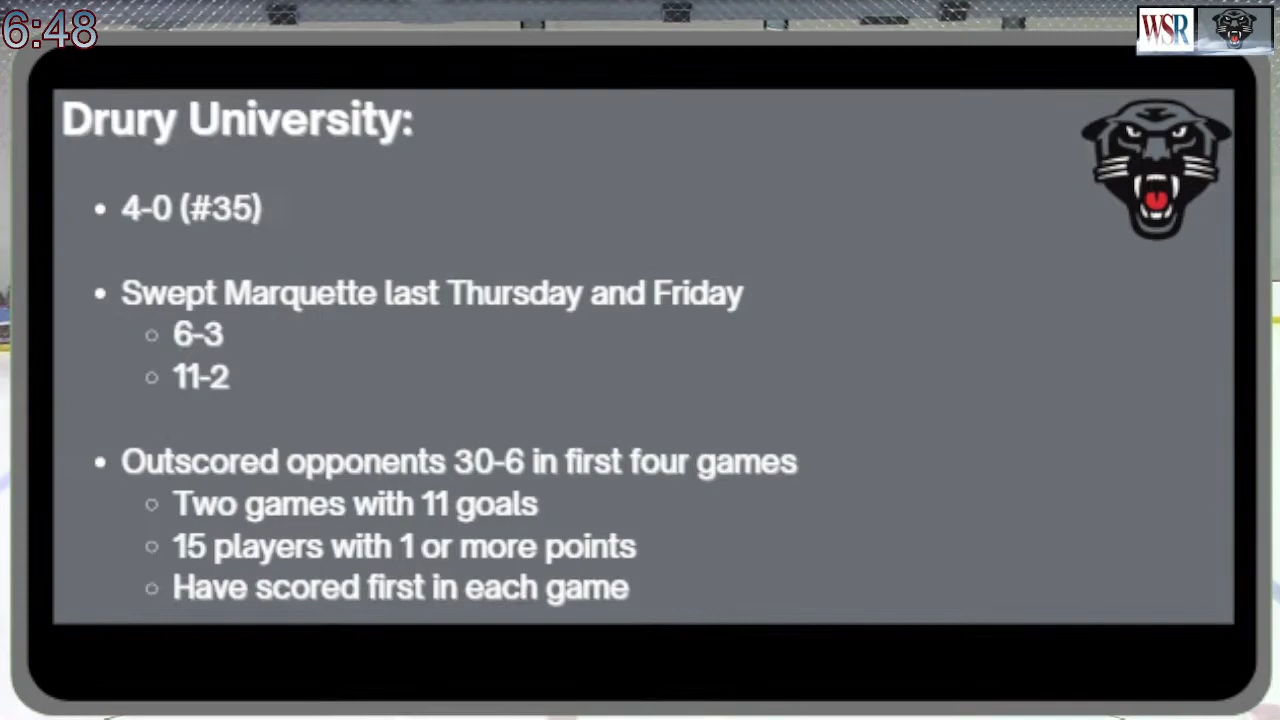 6:48
WSR
Drury University:
• 4-0 (#35)
• Swept Marquette last Thursday and Friday
○ 6-3
○ 11-2
• Outscored opponents 30-6 in first four games
○ Two games with 11 goals
○ 15 players with 1 or more points
○ Have scored first in each game